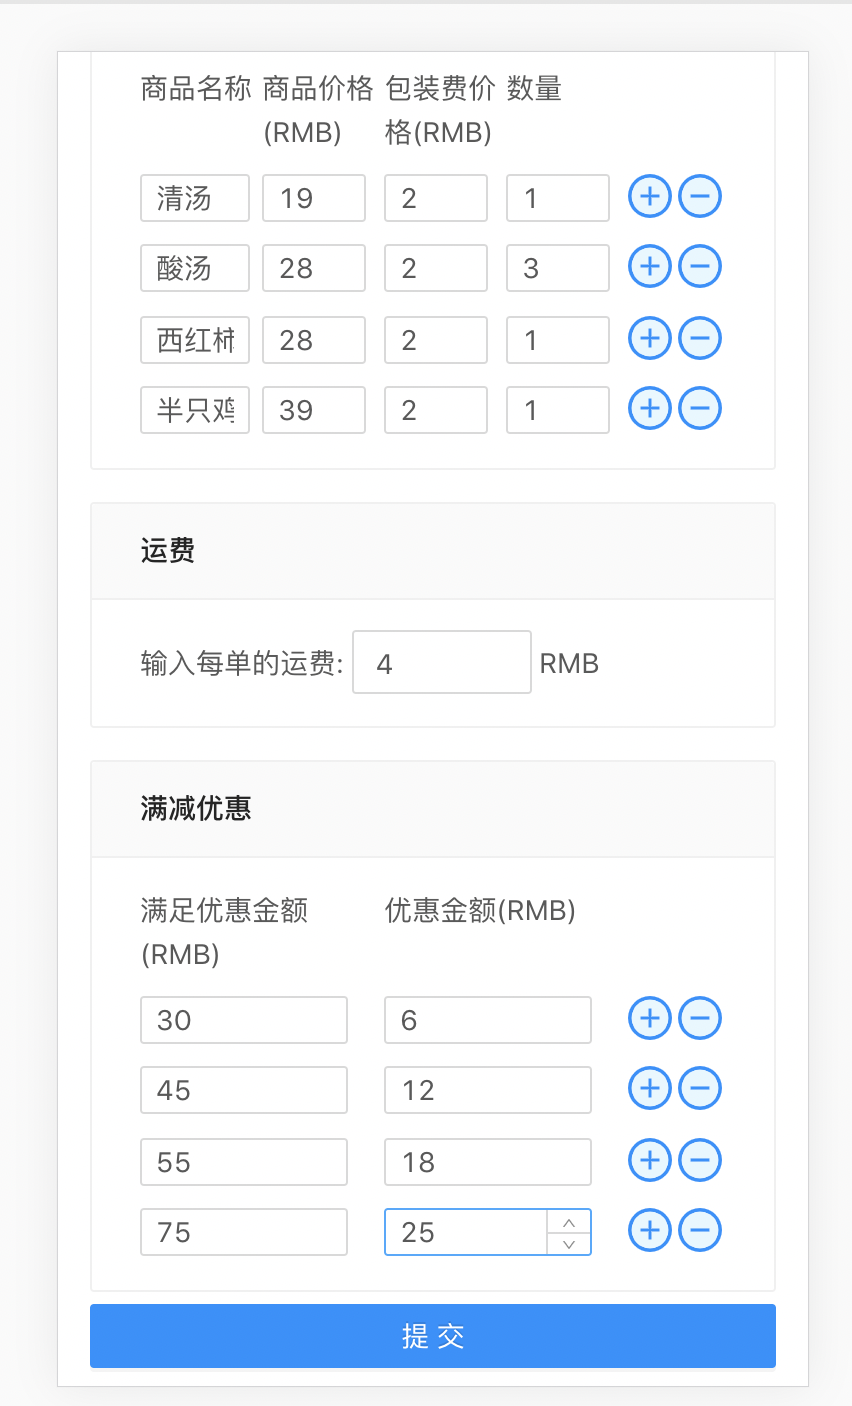 商品名称 商品价格 包装费价 数量
(RMB) 格(RMB)
清汤 19 2 1
酸汤 28 2 3
西红柿 28 2 1
半只鸡 39 2 1
运费
输入每单的运费: 4 RMB
满减优惠
满足优惠金额 优惠金额(RMB)
(RMB)
30 6
45 12
55 18
75 25
提 交